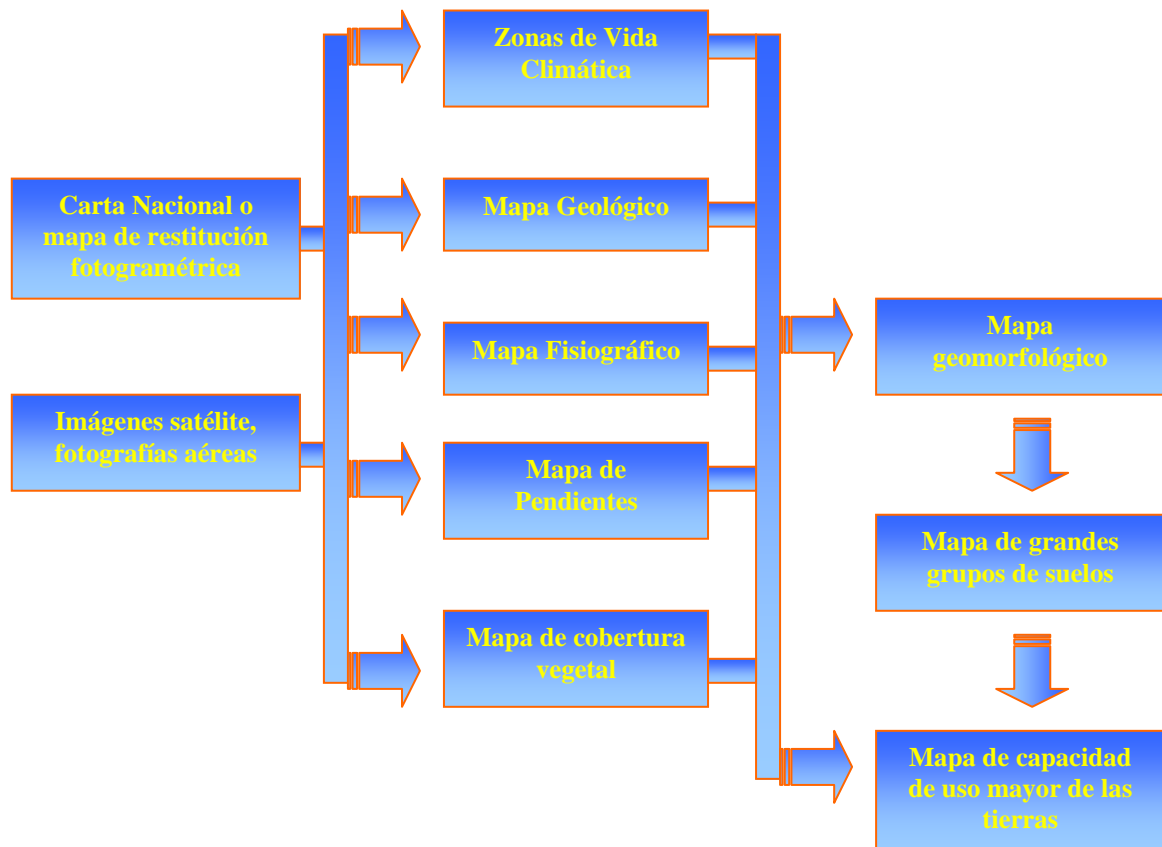 Zonas de Vida
Climática
Carta Nacional o
mapa de restitución
fotogramétrica
Mapa Geológico
Mapa Fisiográfico
Mapa
geomorfológico
Imágenes satélite,
fotografías aéreas
Mapa de
Pendientes
Mapa de grandes
grupos de suelos
Mapa de cobertura
vegetal
Mapa de capacidad
de uso mayor de las
tierras